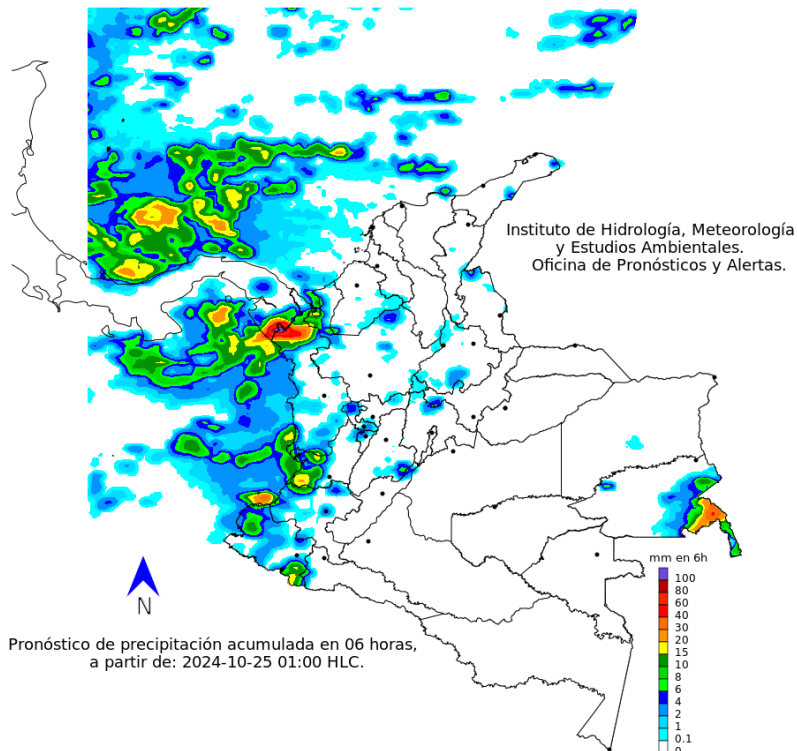 Instituto de Hidrología, Meteorología
y Estudios Ambientales.
Oficina de Pronósticos y Alertas.
mm en 6h
100
80
60
40
30
20
15
10
8
6
4
2
1
0.1
0
N
Pronóstico de precipitación acumulada en 06 horas,
a partir de: 2024-10-25 01:00 HLC.